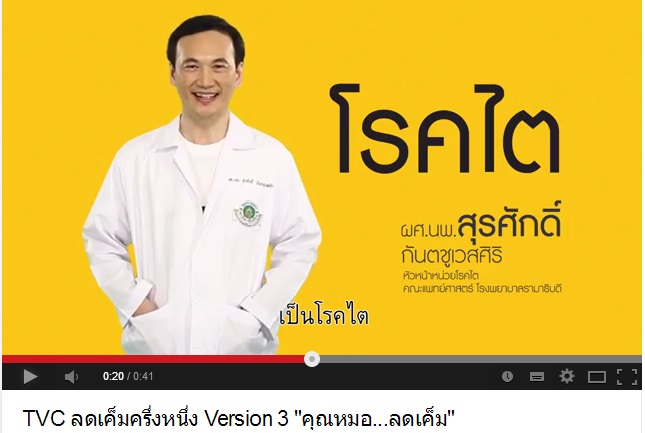 โรคไต
ผศ.นพ.สุรศักดิ์
กันตชูเวสศิริ
หัวหน้าหน่วยโรคไต
คณะแพทย์ศาสตร์ โรงพยาบาลรามาธิบดี
เป็นโรคไต
0:20 / 0:41
TVC ลดเค็มครึ่งหนึ่ง Version 3 "คุณหมอ...ลดเค็ม"